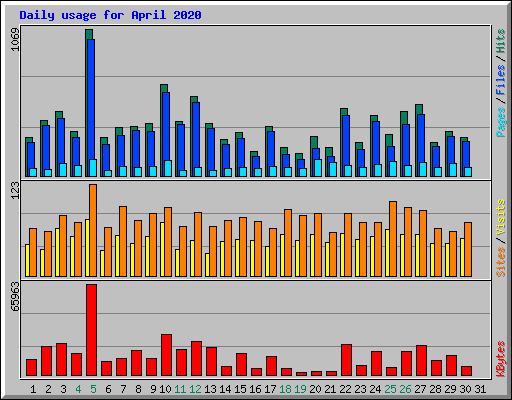 Daily usage for April 2020
1069
Pages / Files / Hits
123
Sites / Visits
65963
KBytes
1 2 3 4 5 6 7 8 9 10 11 12 13 14 15 16 17 18 19 20 21 22 23 24 25 26 27 28 29 30 31